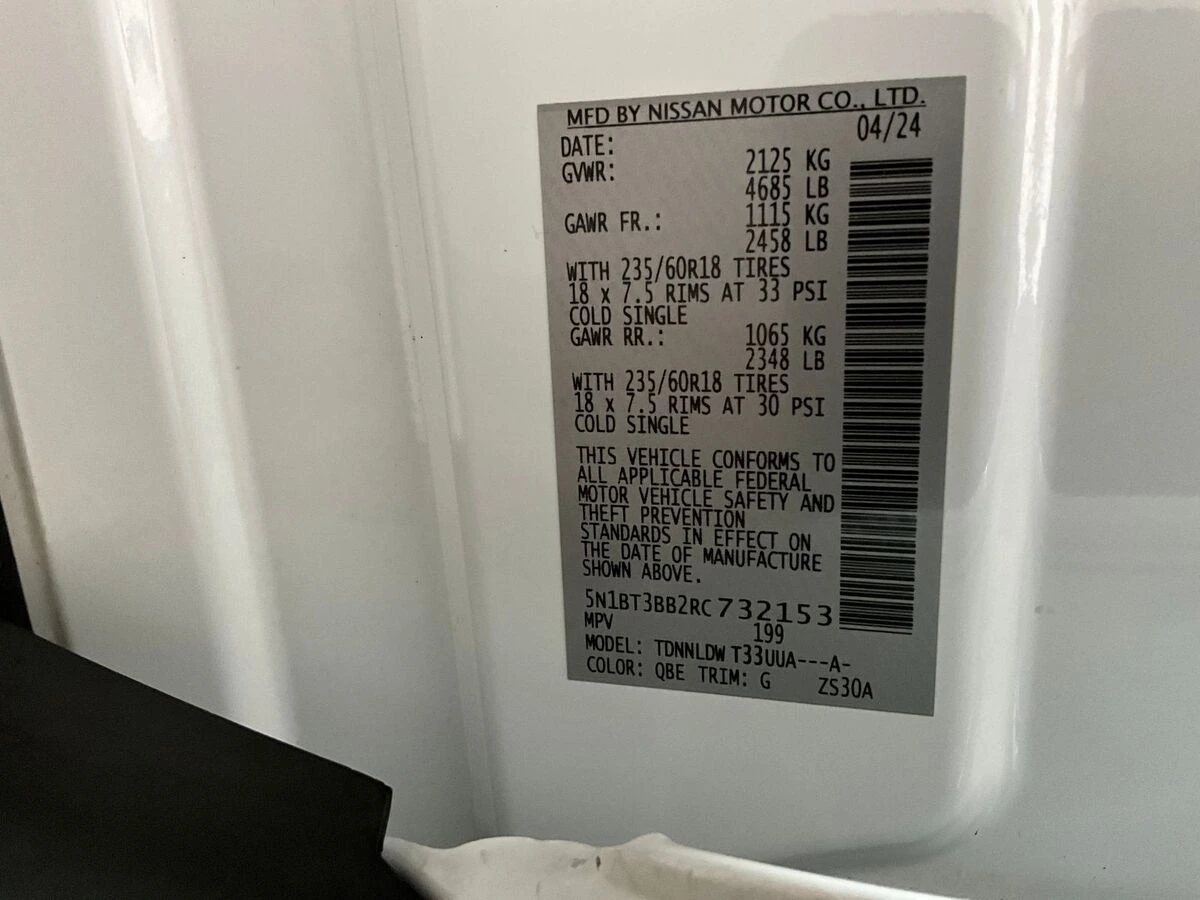 MFD BY NISSAN MOTOR CO., LTD.
DATE: 04/24
GVWR: 2125 KG
4685 LB
GAWR FR.: 1115 KG
2458 LB
WITH 235/60R18 TIRES
18 x 7.5 RIMS AT 33 PSI
COLD SINGLE
GAWR RR.: 1065 KG
2348 LB
WITH 235/60R18 TIRES
18 x 7.5 RIMS AT 30 PSI
COLD SINGLE
THIS VEHICLE CONFORMS TO
ALL APPLICABLE FEDERAL
MOTOR VEHICLE SAFETY AND
THEFT PREVENTION
STANDARDS IN EFFECT ON
THE DATE OF MANUFACTURE
SHOWN ABOVE.
5N1BT3BB2RC732153
MPV 199
MODEL: TDNNLDW T33UUA---A-
COLOR: QBE TRIM: G ZS30A